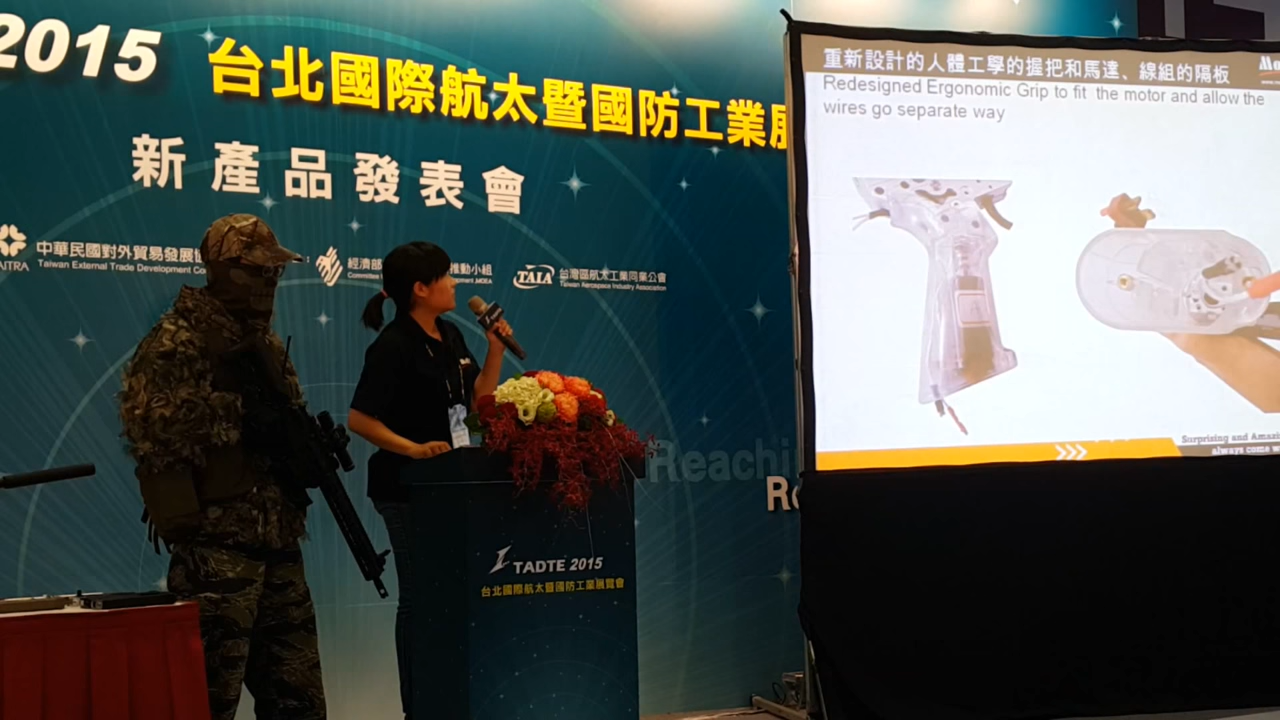 2015 台北國際航太暨國防工業展
新產品發表會
中華民國對外貿易發展協
Taiwan External Trade Development Co
經濟部
推動小組
TAIA
台灣區航太工業同業公會
Taiwan Aerospace Industry Association
Reachi
Re
TADTE 2015
台北國際航太暨國防工業展覽會
重新設計的人體工學的握把和馬達、線組的隔板
Redesigned Ergonomic Grip to fit the motor and allow the
wires go separate way
Surprising and Amazi
always come w